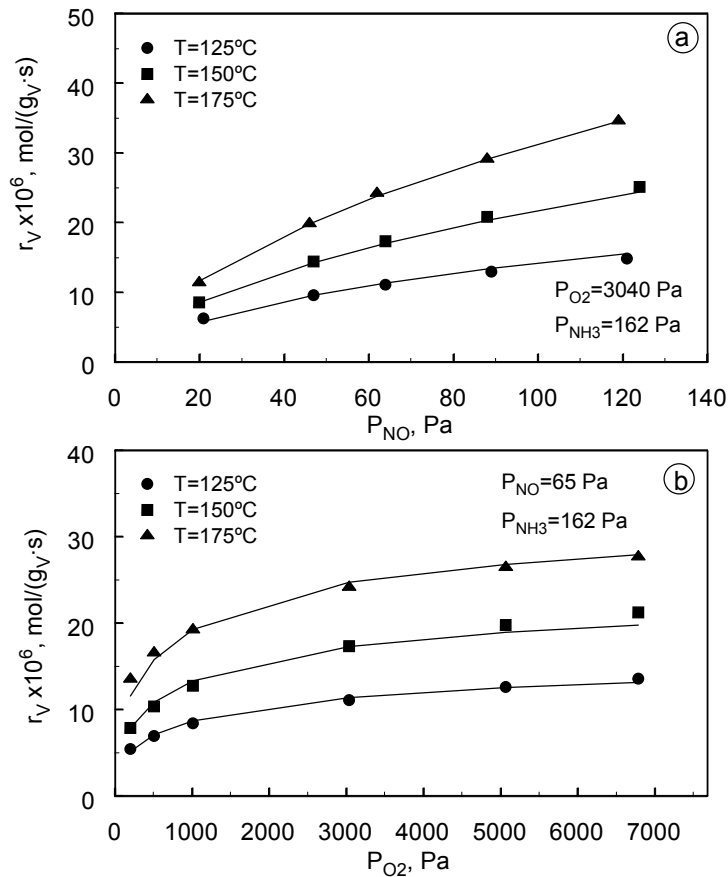 50
40
30
20
10
0
r_V x10^6, mol/(g_V·s)
T=125ºC
T=150ºC
T=175ºC
a
P_O2=3040 Pa
P_NH3=162 Pa
0 20 40 60 80 100 120 140
P_NO, Pa
40
30
20
10
0
r_V x10^6, mol/(g_V·s)
T=125ºC
T=150ºC
T=175ºC
P_NO=65 Pa
P_NH3=162 Pa
b
0 1000 2000 3000 4000 5000 6000 7000
P_O2, Pa